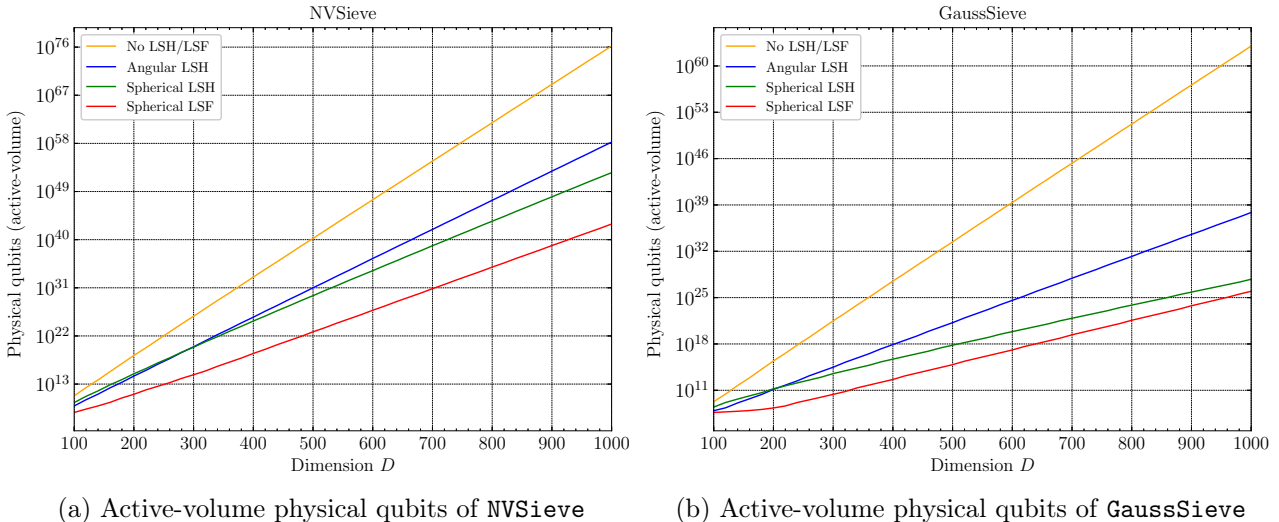 NVSieve
Physical qubits (active-volume)
10^76
10^67
10^58
10^49
10^40
10^31
10^22
10^13
No LSH/LSF
Angular LSH
Spherical LSH
Spherical LSF
100 200 300 400 500 600 700 800 900 1000
Dimension D
(a) Active-volume physical qubits of NVSieve
GaussSieve
Physical qubits (active-volume)
10^60
10^53
10^46
10^39
10^32
10^25
10^18
10^11
No LSH/LSF
Angular LSH
Spherical LSH
Spherical LSF
100 200 300 400 500 600 700 800 900 1000
Dimension D
(b) Active-volume physical qubits of GaussSieve